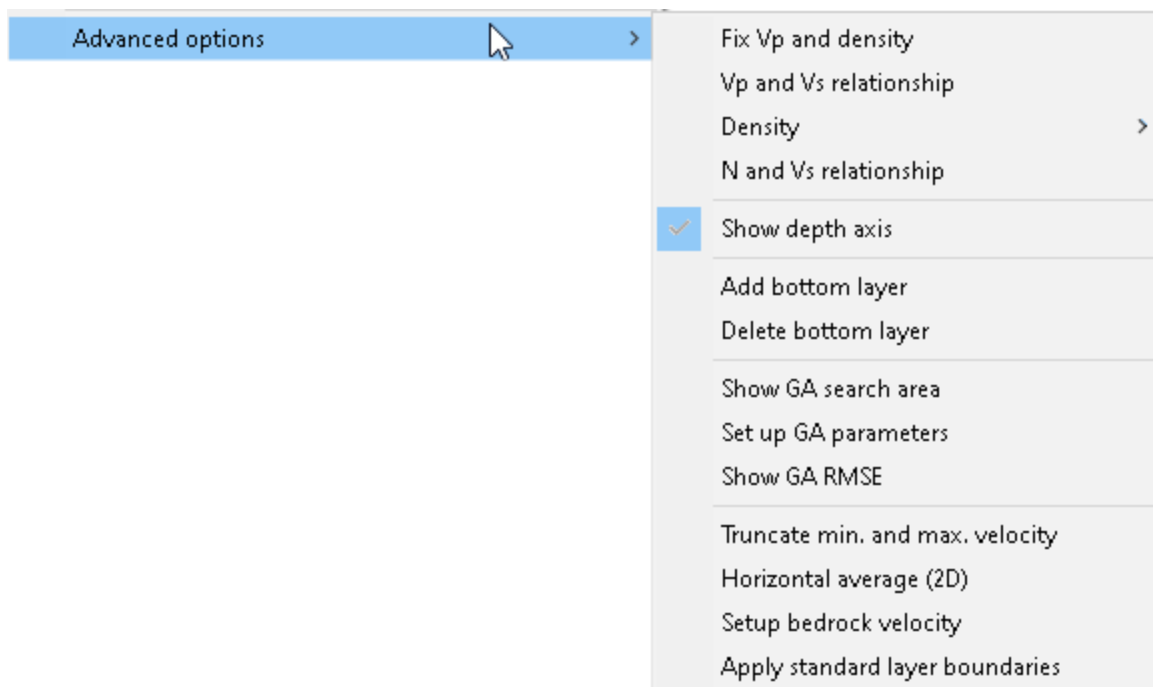 Advanced options
Fix Vp and density
Vp and Vs relationship
Density
N and Vs relationship
Show depth axis
Add bottom layer
Delete bottom layer
Show GA search area
Set up GA parameters
Show GA RMSE
Truncate min. and max. velocity
Horizontal average (2D)
Setup bedrock velocity
Apply standard layer boundaries